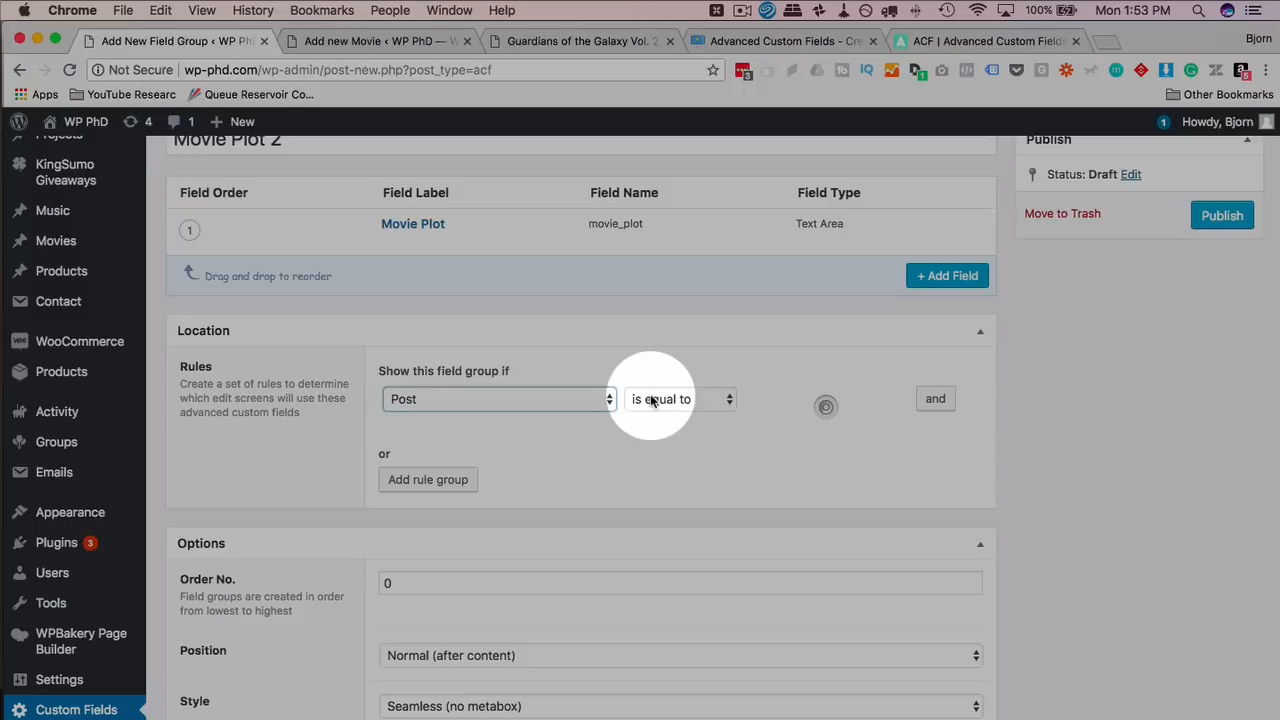 Chrome File Edit View History Bookmarks People Window Help 100% Mon 1:53 PM
Add New Field Group ‹ WP PhD Add new Movie ‹ WP PhD — W Guardians of the Galaxy Vol. 2 Advanced Custom Fields - Cre ACF | Advanced Custom Fields Bjorn
Not Secure wp-phd.com/wp-admin/post-new.php?post_type=acf
Apps YouTube Researc Queue Reservoir Co... Other Bookmarks
WP PhD 4 1 New 1 Howdy, Bjorn
Projects
KingSumo
Giveaways
Music
Movies
Products
Contact
WooCommerce
Products
Activity
Groups
Emails
Appearance
Plugins 3
Users
Tools
WPBakery Page
Builder
Settings
Custom Fields
Movie Plot 2
Field Order Field Label Field Name Field Type
1 Movie Plot movie_plot Text Area
Drag and drop to reorder + Add Field
Location
Rules
Create a set of rules to determine
which edit screens will use these
advanced custom fields
Show this field group if
Post is equal to and
or
Add rule group
Options
Order No.
Field groups are created in order
from lowest to highest
0
Position Normal (after content)
Style Seamless (no metabox)
Publish
Status: Draft Edit
Move to Trash Publish